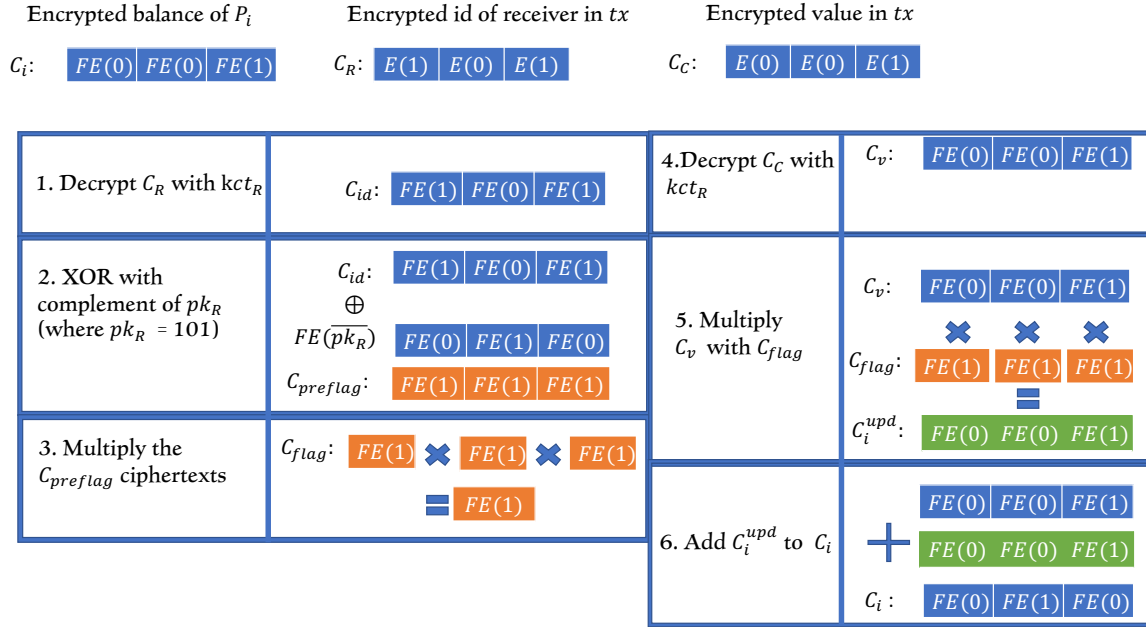 Encrypted balance of P_i
Encrypted id of receiver in tx
Encrypted value in tx
C_i: FE(0) FE(0) FE(1)
C_R: E(1) E(0) E(1)
C_C: E(0) E(0) E(1)
1. Decrypt C_R with kct_R
C_id: FE(1) FE(0) FE(1)
2. XOR with
complement of pk_R
(where pk_R = 101)
C_id: FE(1) FE(0) FE(1)
⊕
FE(\overline{pk_R}) FE(0) FE(1) FE(0)
C_preflag: FE(1) FE(1) FE(1)
3. Multiply the
C_preflag ciphertexts
C_flag: FE(1) × FE(1) × FE(1)
= FE(1)
4.Decrypt C_C with
kct_R
C_v: FE(0) FE(0) FE(1)
5. Multiply
C_v with C_flag
C_v: FE(0) FE(0) FE(1)
× × ×
C_flag: FE(1) FE(1) FE(1)
=
C_i^upd: FE(0) FE(0) FE(1)
6. Add C_i^upd to C_i
FE(0) FE(0) FE(1)
+ FE(0) FE(0) FE(1)
C_i: FE(0) FE(1) FE(0)